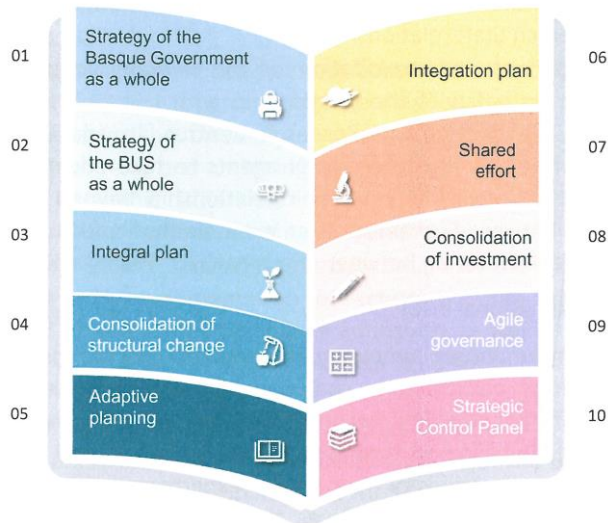 01
Strategy of the
Basque Government
as a whole
02
Strategy of
the BUS
as a whole
03
Integral plan
04
Consolidation of
structural change
05
Adaptive
planning
06
Integration plan
07
Shared
effort
08
Consolidation
of investment
09
Agile
governance
10
Strategic
Control Panel